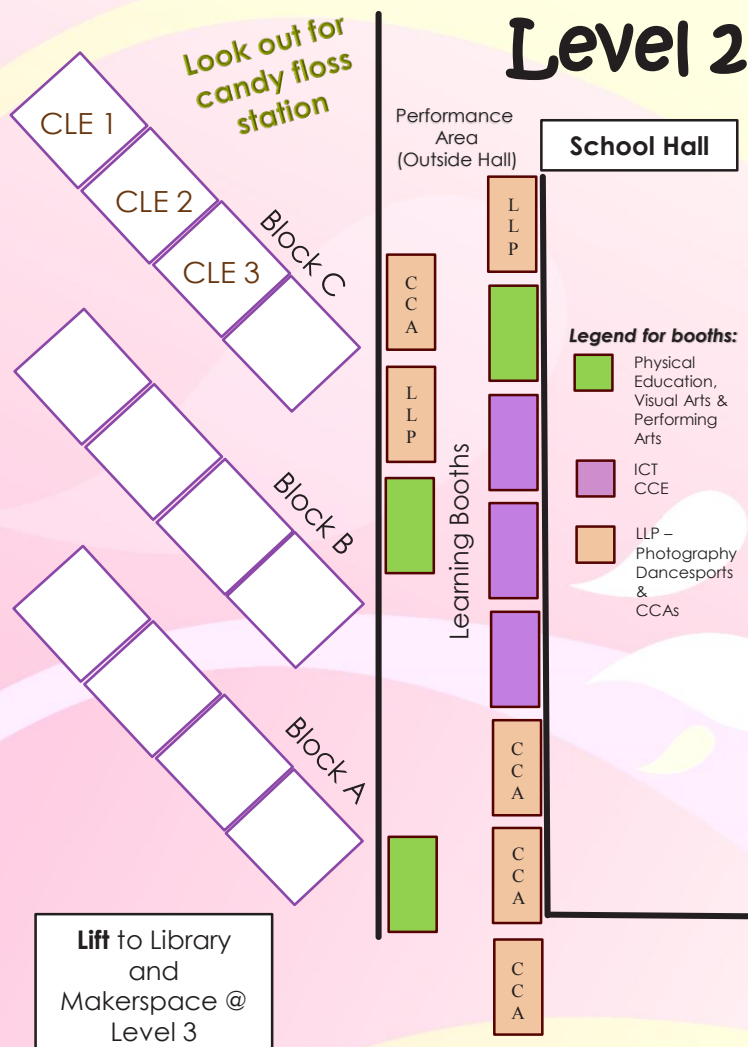 Level 2
Look out for
candy floss
station
Performance
Area
(Outside Hall)
School Hall
CLE 1
CLE 2
CLE 3
Block C
Block B
Block A
C
C
A
L
L
P
Learning Booths
L
L
P
C
C
A
C
C
A
C
C
A
Legend for booths:
Physical
Education,
Visual Arts &
Performing
Arts
ICT
CCE
LLP –
Photography
Dancesports
&
CCAs
Lift to Library
and
Makerspace @
Level 3